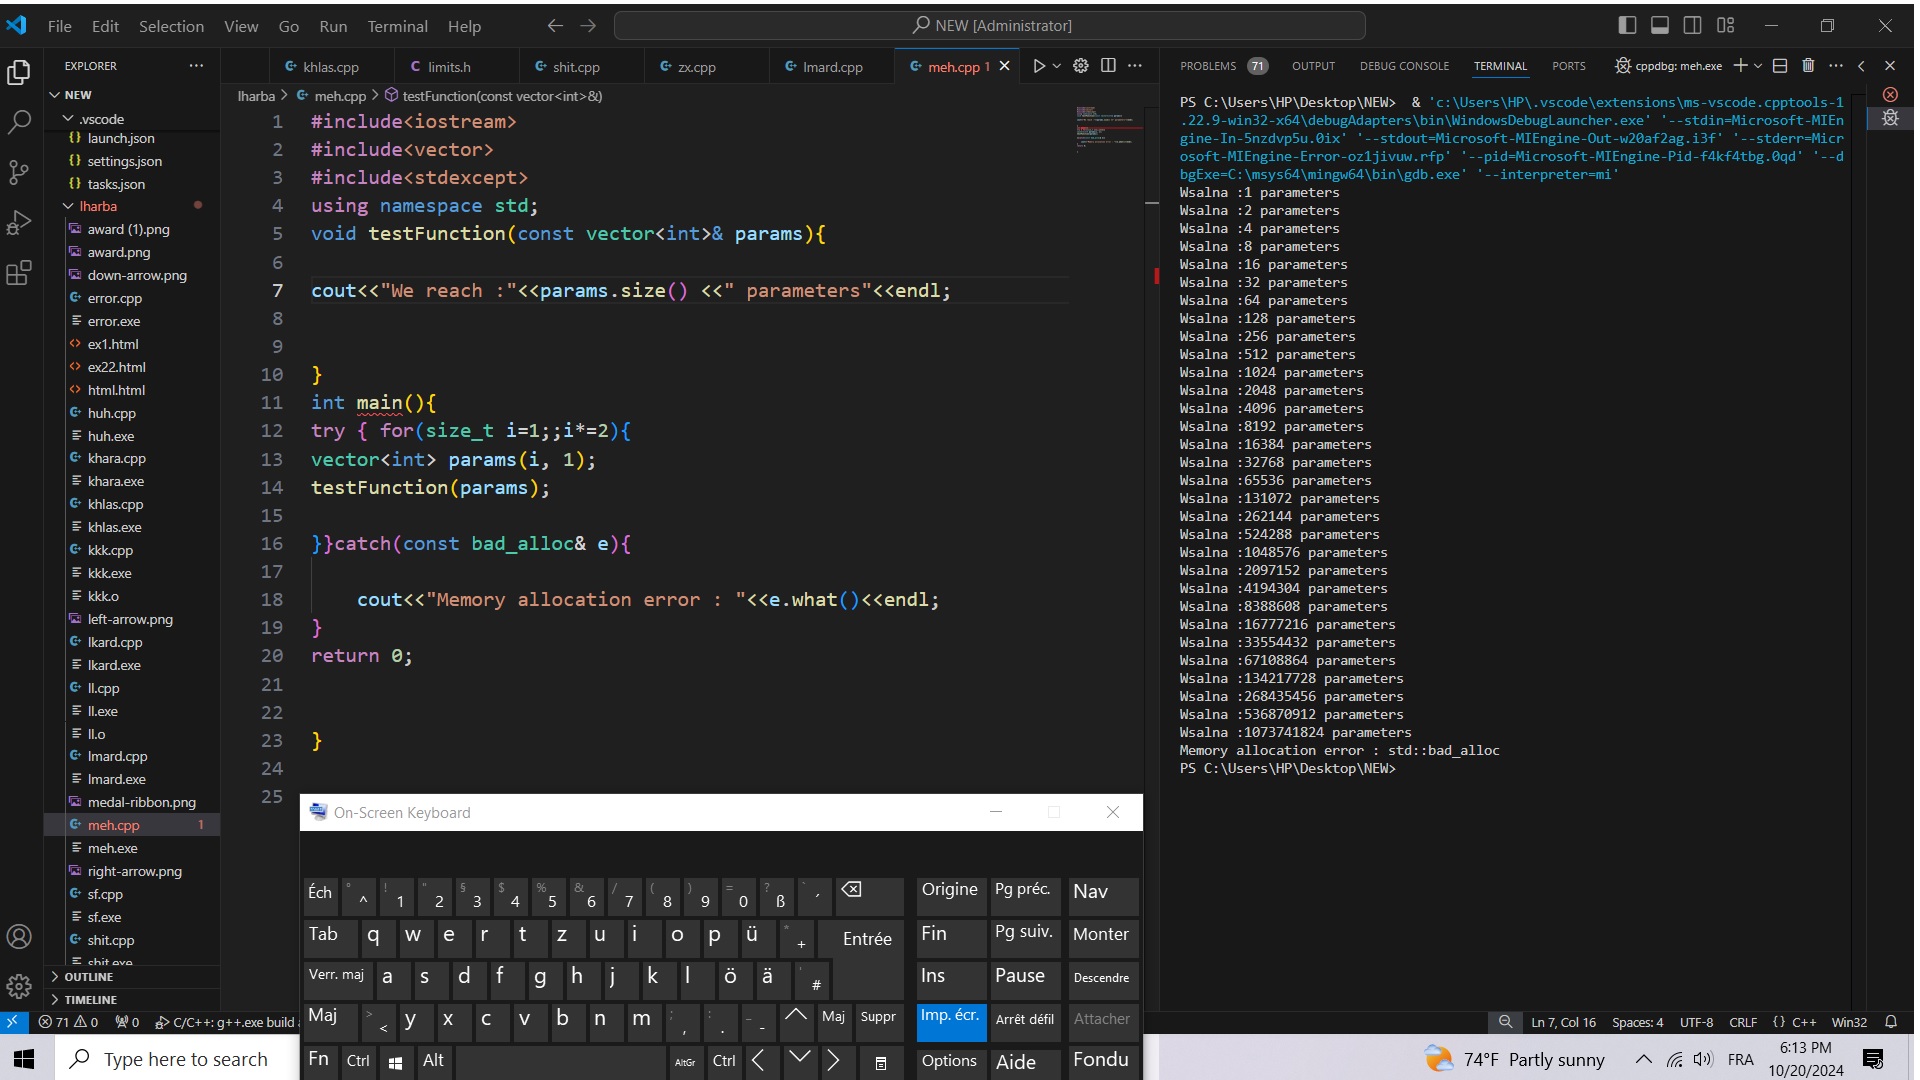 File Edit Selection View Go Run Terminal Help
NEW [Administrator]
EXPLORER
NEW
.vscode
launch.json
settings.json
tasks.json
lharba
award (1).png
award.png
down-arrow.png
error.cpp
error.exe
ex1.html
ex22.html
html.html
huh.cpp
huh.exe
khara.cpp
khara.exe
khlas.cpp
khlas.exe
kkk.cpp
kkk.exe
kkk.o
left-arrow.png
lkard.cpp
lkard.exe
ll.cpp
ll.exe
ll.o
lmard.cpp
lmard.exe
medal-ribbon.png
meh.cpp 1
meh.exe
right-arrow.png
sf.cpp
sf.exe
shit.cpp
shit.exe
OUTLINE
TIMELINE
khlas.cpp limits.h shit.cpp zx.cpp lmard.cpp meh.cpp 1
lharba > meh.cpp > testFunction(const vector<int>&)
1 #include<iostream>
2 #include<vector>
3 #include<stdexcept>
4 using namespace std;
5 void testFunction(const vector<int>& params){
6
7 cout<<"We reach :"<<params.size() <<" parameters"<<endl;
8
9
10 }
11 int main(){
12 try { for(size_t i=1;;i*=2){
13 vector<int> params(i, 1);
14 testFunction(params);
15
16 }}catch(const bad_alloc& e){
17
18 cout<<"Memory allocation error : "<<e.what()<<endl;
19 }
20 return 0;
21
22
23 }
24
25
PROBLEMS 71 OUTPUT DEBUG CONSOLE TERMINAL PORTS cppdbg: meh.exe
PS C:\Users\HP\Desktop\NEW> & 'c:\Users\HP\.vscode\extensions\ms-vscode.cpptools-1
.22.9-win32-x64\debugAdapters\bin\WindowsDebugLauncher.exe' '--stdin=Microsoft-MIEn
gine-In-5nzdvp5u.0ix' '--stdout=Microsoft-MIEngine-Out-w20af2ag.i3f' '--stderr=Micr
osoft-MIEngine-Error-oz1jivuw.rfp' '--pid=Microsoft-MIEngine-Pid-f4kf4tbg.0qd' '--d
bgExe=C:\msys64\mingw64\bin\gdb.exe' '--interpreter=mi'
Wsalna :1 parameters
Wsalna :2 parameters
Wsalna :4 parameters
Wsalna :8 parameters
Wsalna :16 parameters
Wsalna :32 parameters
Wsalna :64 parameters
Wsalna :128 parameters
Wsalna :256 parameters
Wsalna :512 parameters
Wsalna :1024 parameters
Wsalna :2048 parameters
Wsalna :4096 parameters
Wsalna :8192 parameters
Wsalna :16384 parameters
Wsalna :32768 parameters
Wsalna :65536 parameters
Wsalna :131072 parameters
Wsalna :262144 parameters
Wsalna :524288 parameters
Wsalna :1048576 parameters
Wsalna :2097152 parameters
Wsalna :4194304 parameters
Wsalna :8388608 parameters
Wsalna :16777216 parameters
Wsalna :33554432 parameters
Wsalna :67108864 parameters
Wsalna :134217728 parameters
Wsalna :268435456 parameters
Wsalna :536870912 parameters
Wsalna :1073741824 parameters
Memory allocation error : std::bad_alloc
PS C:\Users\HP\Desktop\NEW>
On-Screen Keyboard
Éch ° ^ ! 1 " 2 § 3 $ 4 % 5 & 6 / 7 ( 8 ) 9 = 0 ? ß ` ´ Origine Pg préc. Nav
Tab q w e r t z u i o p ü * + Entrée Fin Pg suiv. Monter
Verr. maj a s d f g h j k l ö ä ' # Ins Pause Descendre
Maj > < y x c v b n m ; , : . _ - Maj Suppr Imp. écr. Arrêt défil Attacher
Fn Ctrl Alt AltGr Ctrl Options Aide Fondu
71 0 0 C/C++: g++.exe build
Ln 7, Col 16 Spaces: 4 UTF-8 CRLF {} C++ Win32
Type here to search
74°F Partly sunny FRA
6:13 PM
10/20/2024